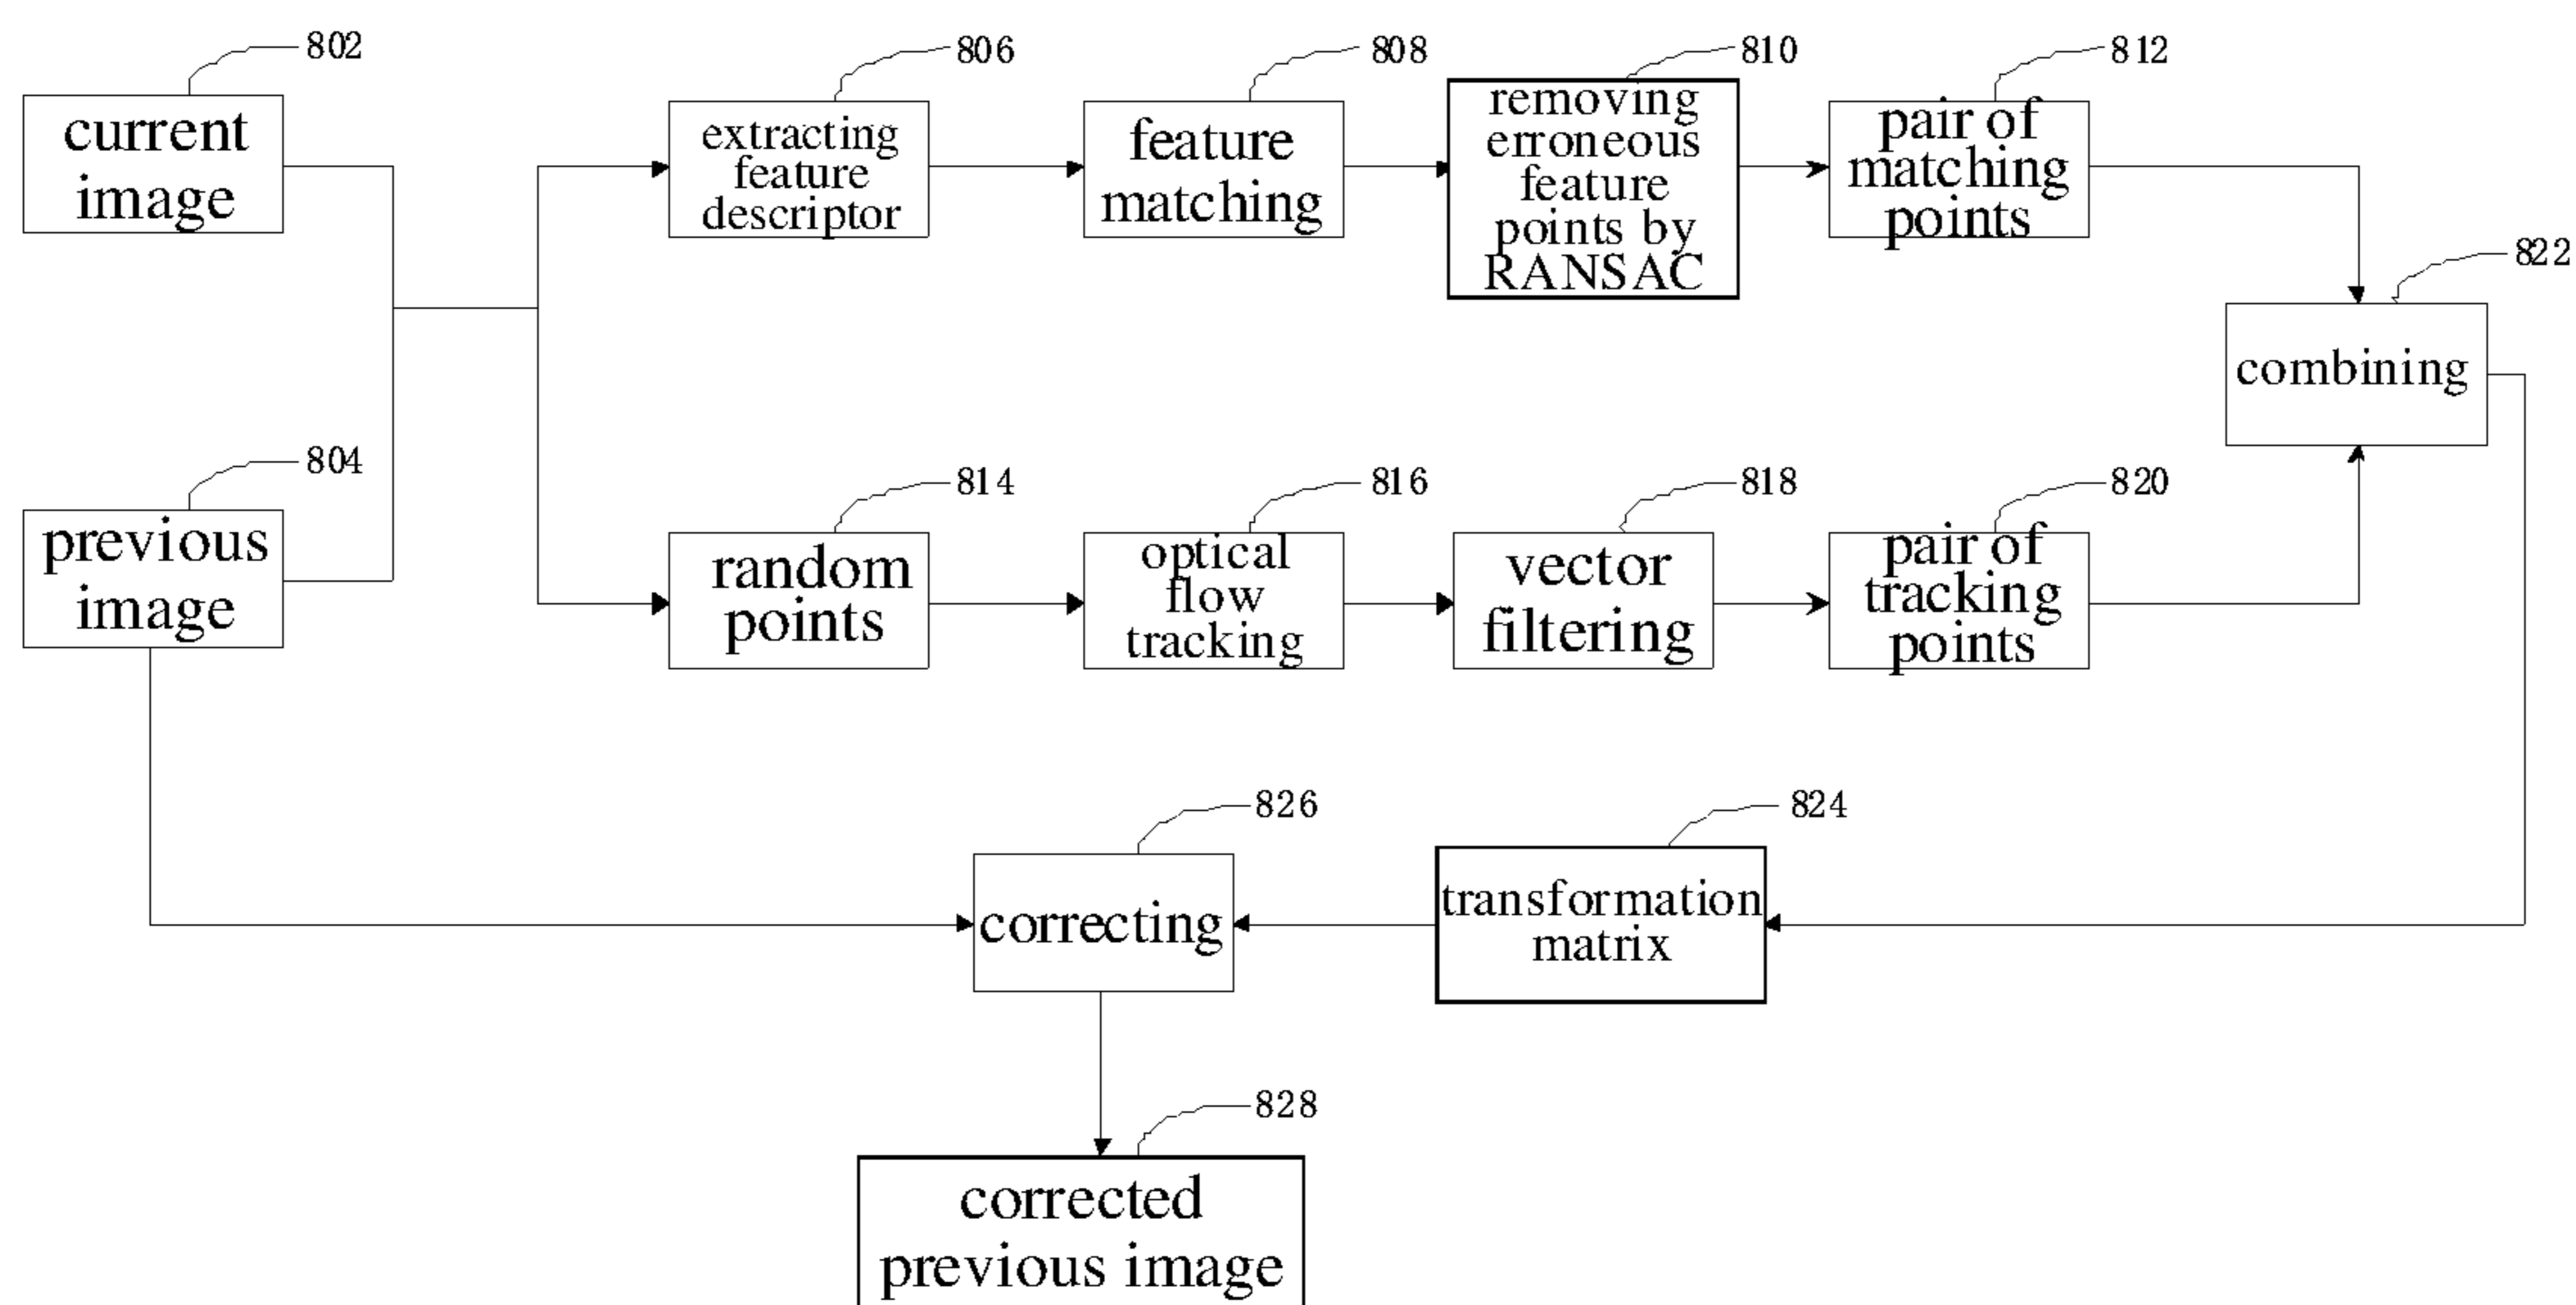 802
current
image
806
extracting
feature
descriptor
808
feature
matching
810
removing
erroneous
feature
points by
RANSAC
812
pair of
matching
points
822
combining
804
previous
image
814
random
points
816
optical
flow
tracking
818
vector
filtering
820
pair of
tracking
points
826
correcting
824
transformation
matrix
828
corrected
previous image